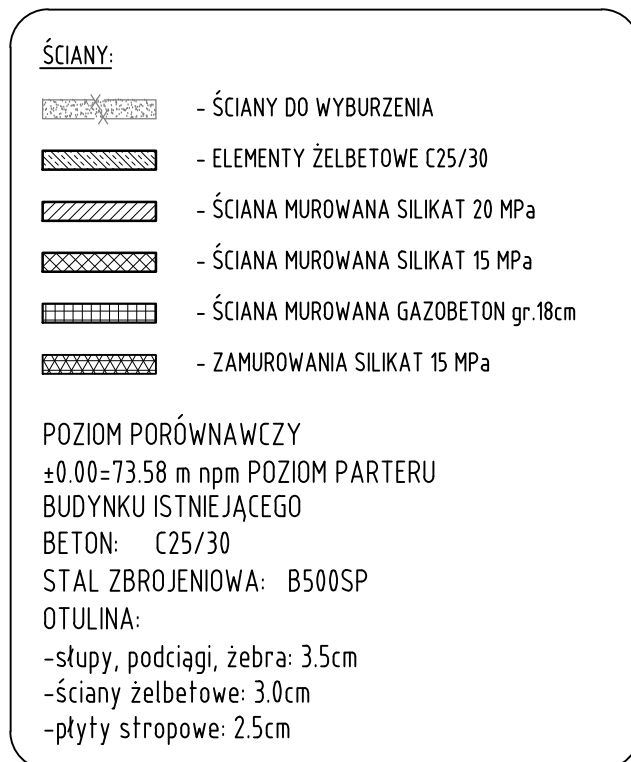 ŚCIANY:
- ŚCIANY DO WYBURZENIA
- ELEMENTY ŻELBETOWE C25/30
- ŚCIANA MUROWANA SILIKAT 20 MPa
- ŚCIANA MUROWANA SILIKAT 15 MPa
- ŚCIANA MUROWANA GAZOBETON gr.18cm
- ZAMUROWANIA SILIKAT 15 MPa
POZIOM PORÓWNAWCZY
±0.00=73.58 m npm POZIOM PARTERU
BUDYNKU ISTNIEJĄCEGO
BETON: C25/30
STAL ZBROJENIOWA: B500SP
OTULINA:
-słupy, podciągi, żebra: 3.5cm
-ściany żelbetowe: 3.0cm
-płyty stropowe: 2.5cm